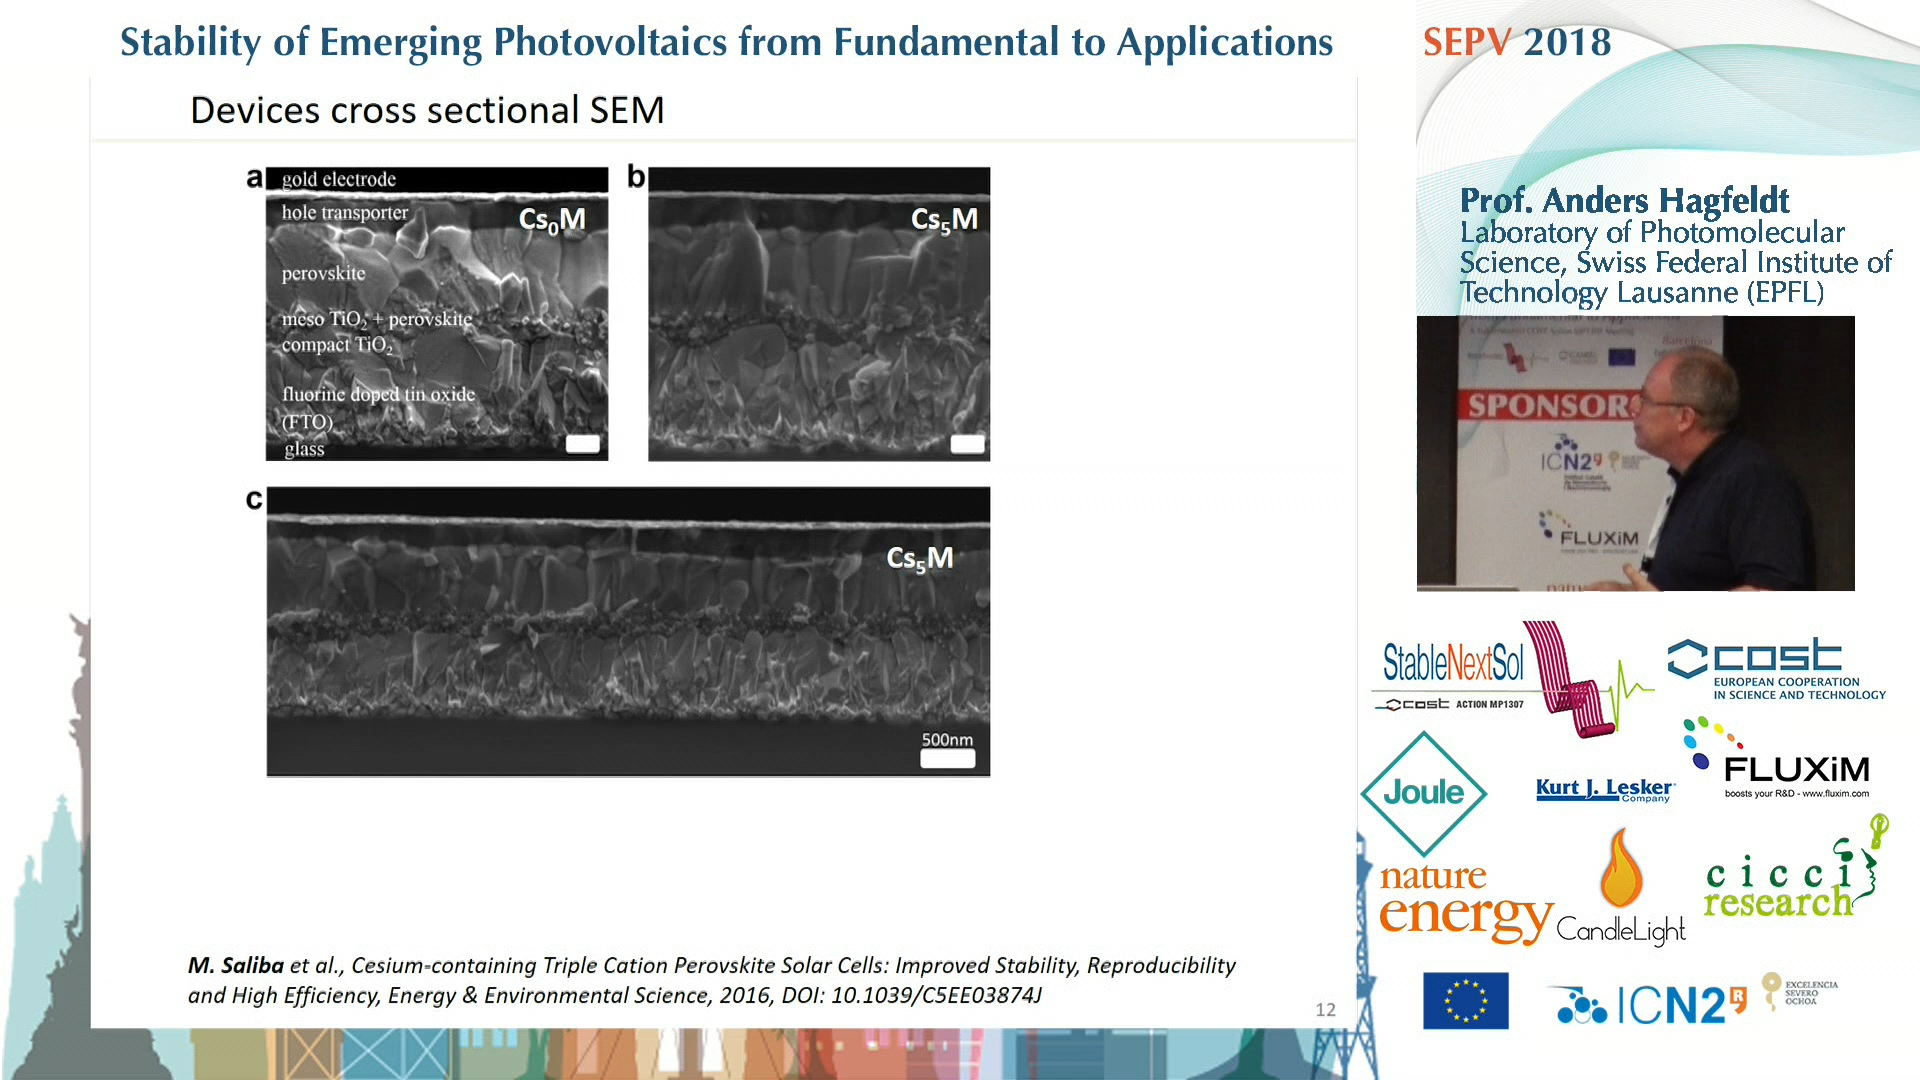 Stability of Emerging Photovoltaics from Fundamental to Applications
SEPV 2018
Devices cross sectional SEM
a
gold electrode
hole transporter
Cs0M
perovskite
meso TiO2 + perovskite
compact TiO2
fluorine doped tin oxide
(FTO)
glass
b
Cs5M
c
Cs5M
500nm
M. Saliba et al., Cesium-containing Triple Cation Perovskite Solar Cells: Improved Stability, Reproducibility
and High Efficiency, Energy & Environmental Science, 2016, DOI: 10.1039/C5EE03874J
12
Prof. Anders Hagfeldt
Laboratory of Photomolecular
Science, Swiss Federal Institute of
Technology Lausanne (EPFL)
Barcelona
SPONSOR
ICN2
FLUXiM
StableNextSol
cost ACTION MP1307
cost
EUROPEAN COOPERATION
IN SCIENCE AND TECHNOLOGY
Joule
Kurt J. Lesker
Company
FLUXiM
boosts your R&D - www.fluxim.com
nature
energy
CandleLight
cicci
research
ICN2
EXCELENCIA
SEVERO
OCHOA